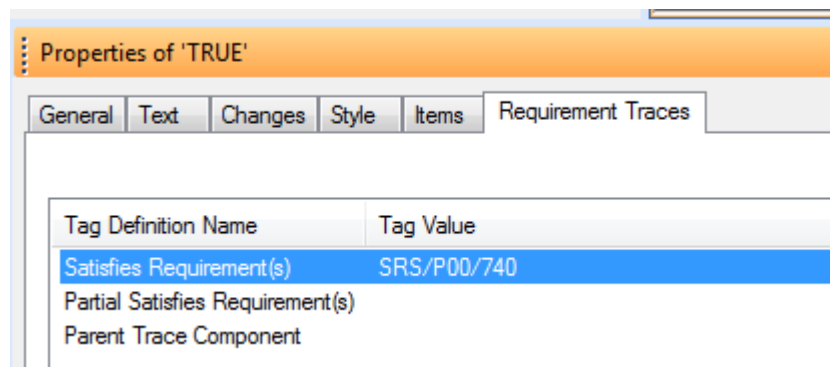 Properties of 'TRUE'
General Text Changes Style Items Requirement Traces
Tag Definition Name Tag Value
Satisfies Requirement(s) SRS/P00/740
Partial Satisfies Requirement(s)
Parent Trace Component